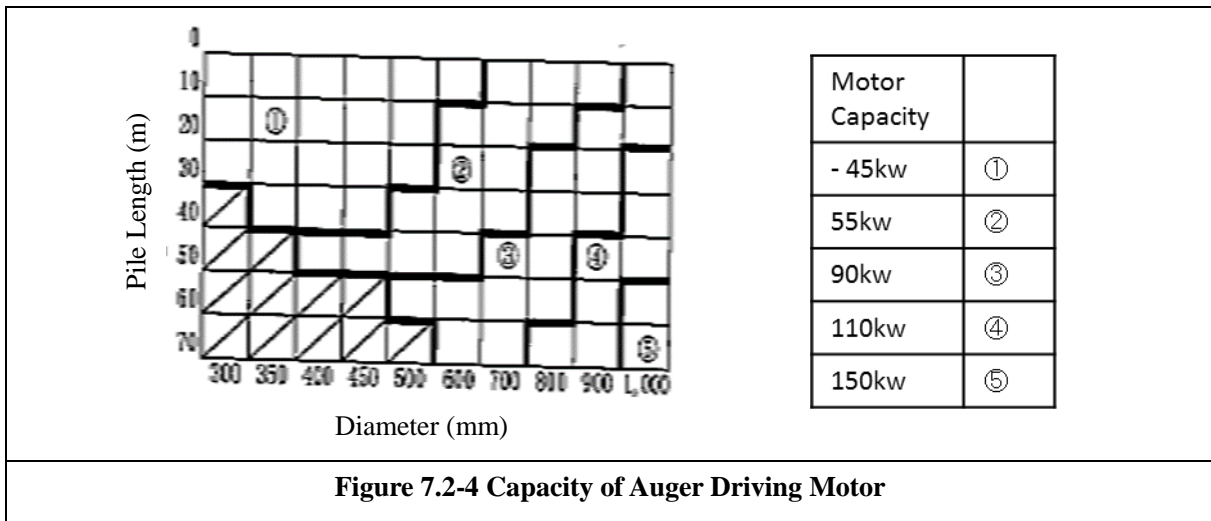 0
10
20
30
40
50
60
70
Pile Length (m)
①
②
③
④
⑤
300 350 400 450 500 600 700 800 900 1,000
Diameter (mm)
Motor
Capacity
- 45kw ①
55kw ②
90kw ③
110kw ④
150kw ⑤
Figure 7.2-4 Capacity of Auger Driving Motor